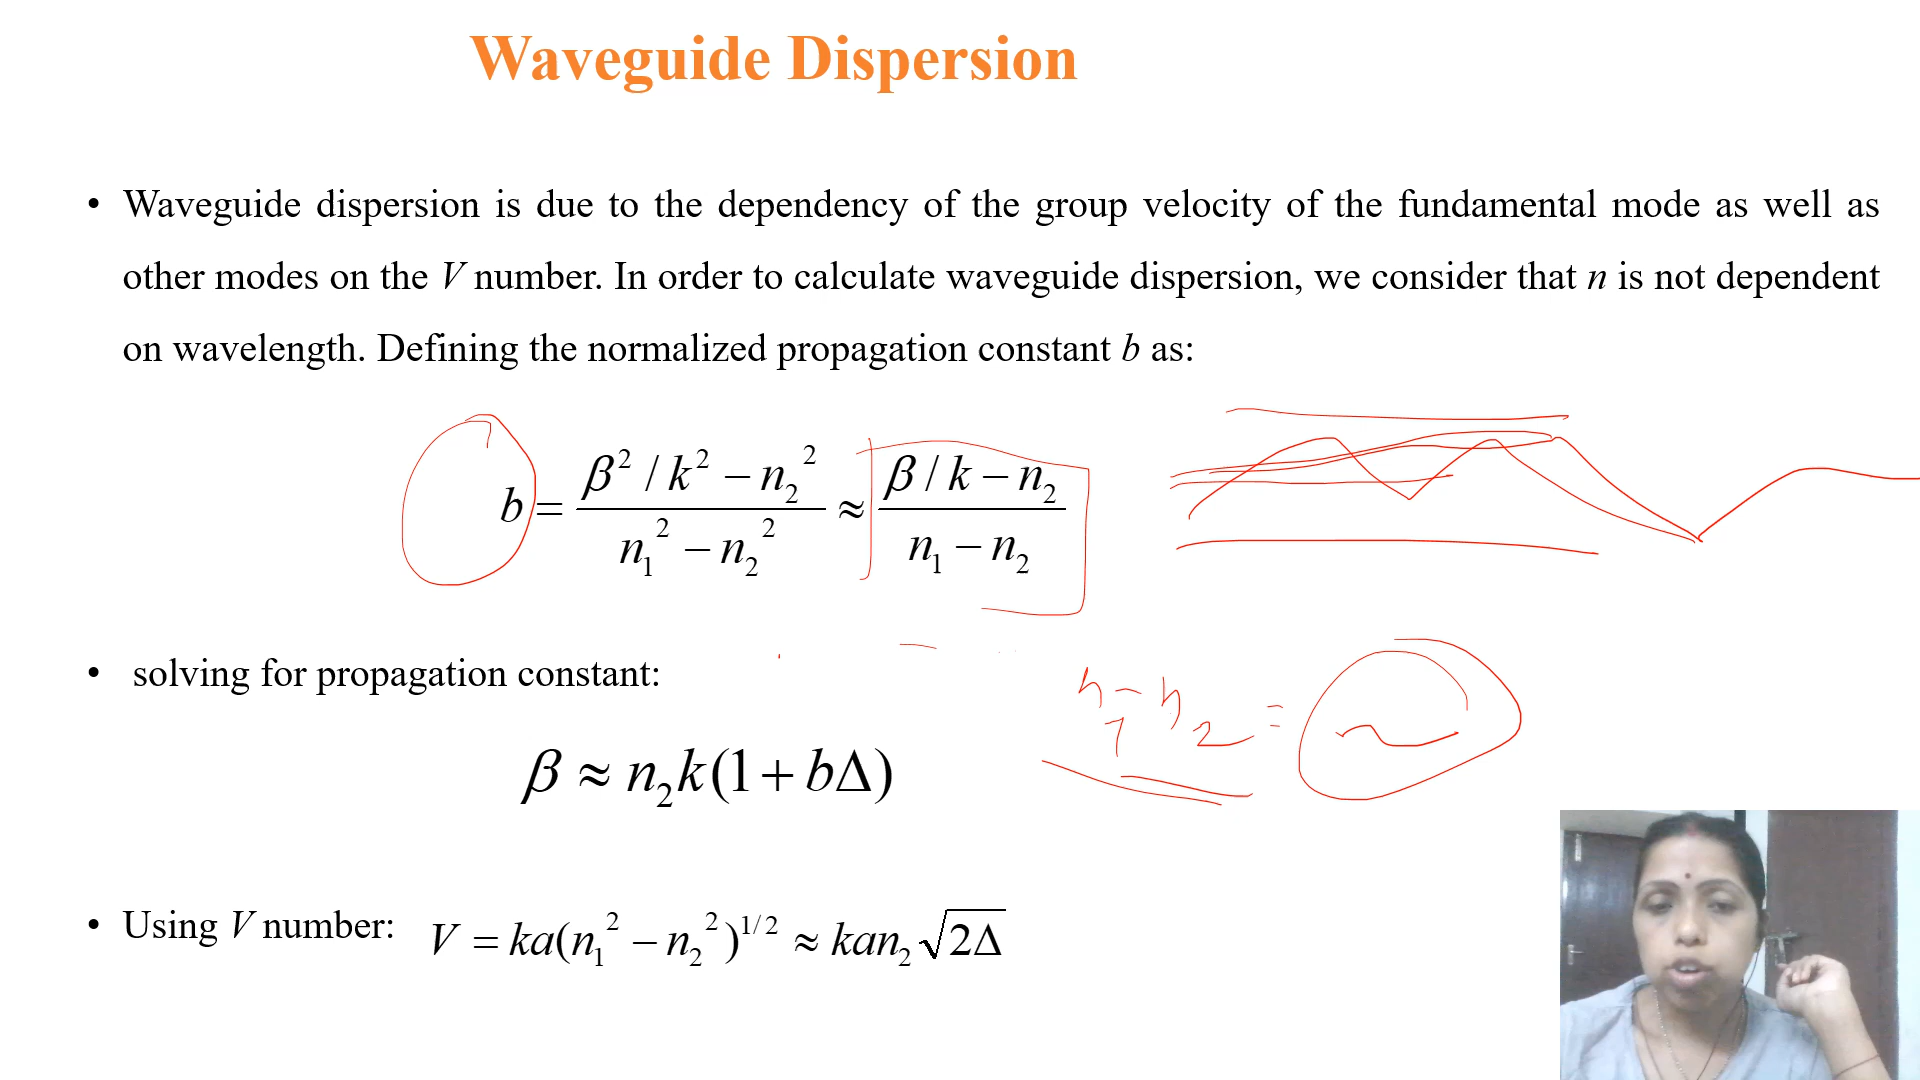 Waveguide Dispersion
• Waveguide dispersion is due to the dependency of the group velocity of the fundamental mode as well as
other modes on the V number. In order to calculate waveguide dispersion, we consider that n is not dependent
on wavelength. Defining the normalized propagation constant b as:
b = (β² / k² − n₂²) / (n₁² − n₂²) ≈ (β / k − n₂) / (n₁ − n₂)
• solving for propagation constant:
n₁ − n₂ =
β ≈ n₂k(1 + bΔ)
• Using V number: V = ka(n₁² − n₂²)^1/2 ≈ kan₂√2Δ